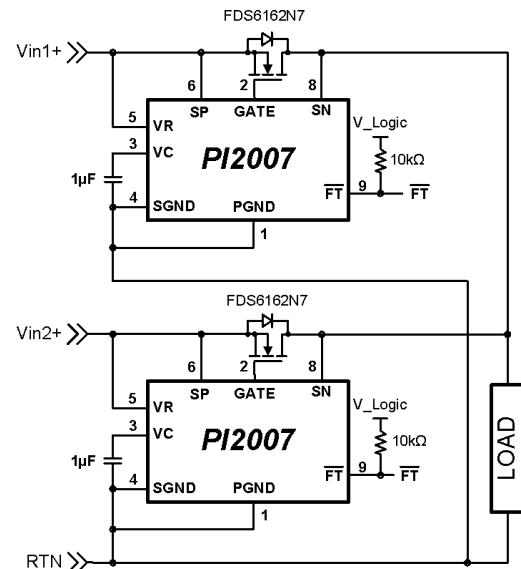 FDS6162N7
Vin1+
6
2
8
SP
GATE
SN
5
VR
V_Logic
3
VC
PI2007
10kΩ
1µF
4
SGND
PGND
FT
9
FT
1
FDS6162N7
Vin2+
6
2
8
SP
GATE
SN
5
VR
V_Logic
3
VC
PI2007
10kΩ
1µF
4
SGND
PGND
FT
9
FT
1
LOAD
RTN